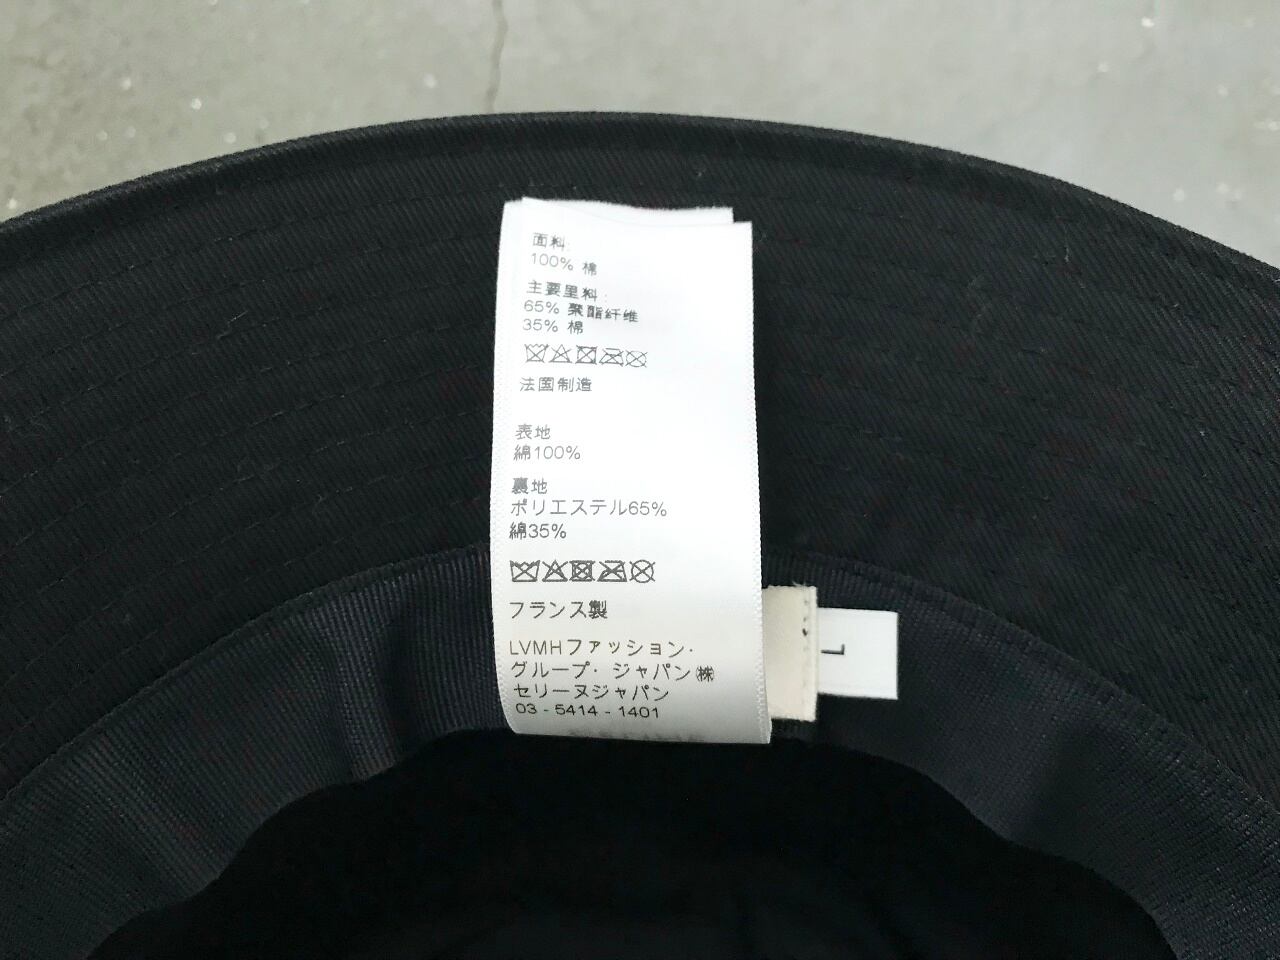 面料:
100% 棉
主要里料:
65% 聚酯纤维
35% 棉
法国制造
表地
綿100%
裏地
ポリエステル65%
綿35%
フランス製
LVMHファッション・
グループ・ジャパン㈱
セリーヌジャパン
03 - 5414 - 1401
L